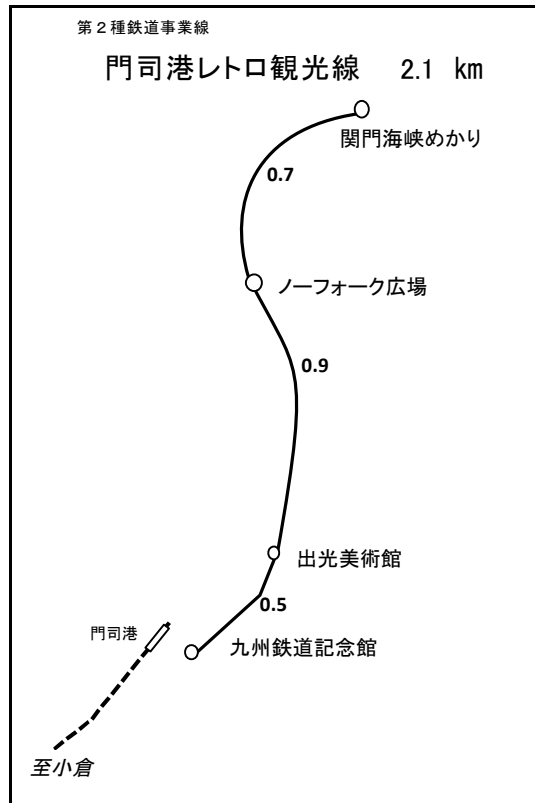 第２種鉄道事業線
門司港レトロ観光線　2.1 km
関門海峡めかり
0.7
ノーフォーク広場
0.9
出光美術館
0.5
門司港
九州鉄道記念館
至小倉